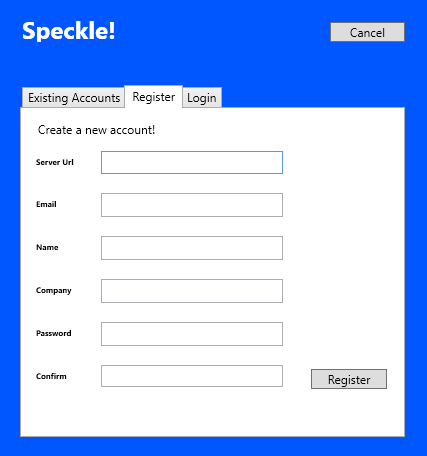 Speckle!
Cancel
Existing Accounts
Register
Login
Create a new account!
Server Url
Email
Name
Company
Password
Confirm
Register